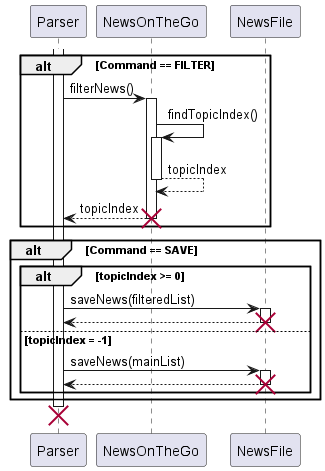 Parser NewsOnTheGo NewsFile
alt [Command == FILTER]
filterNews()
findTopicIndex()
topicIndex
topicIndex
alt [Command == SAVE]
alt [topicIndex >= 0]
saveNews(filteredList)
[topicIndex = -1]
saveNews(mainList)
Parser NewsOnTheGo NewsFile